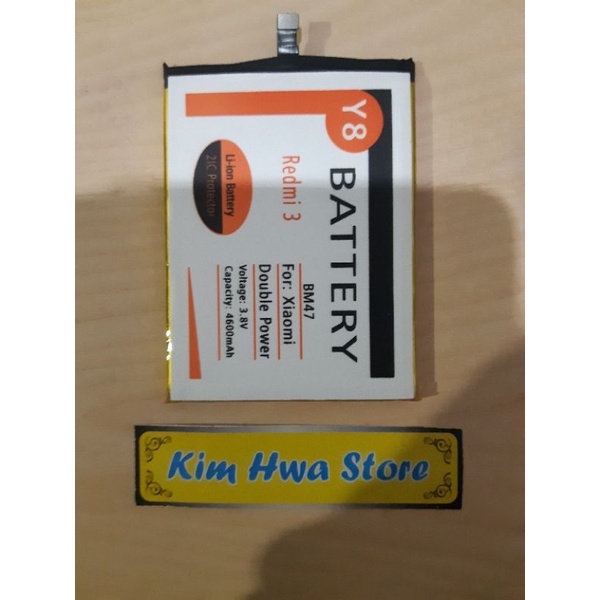 Y8
BATTERY
Redmi 3
Li-ion Battery
2IC Protector
BM47
For: Xiaomi
Double Power
Voltage: 3.8V
Capacity: 4600mAh
Kim Hwa Store